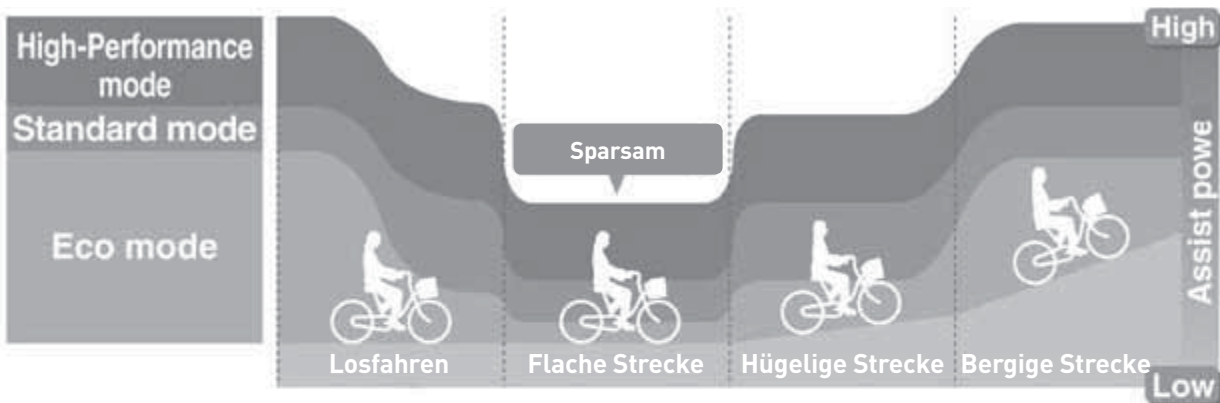 High-Performance
mode
Standard mode
Eco mode
Sparsam
Losfahren
Flache Strecke
Hügelige Strecke
Bergige Strecke
High
Assist powe
Low